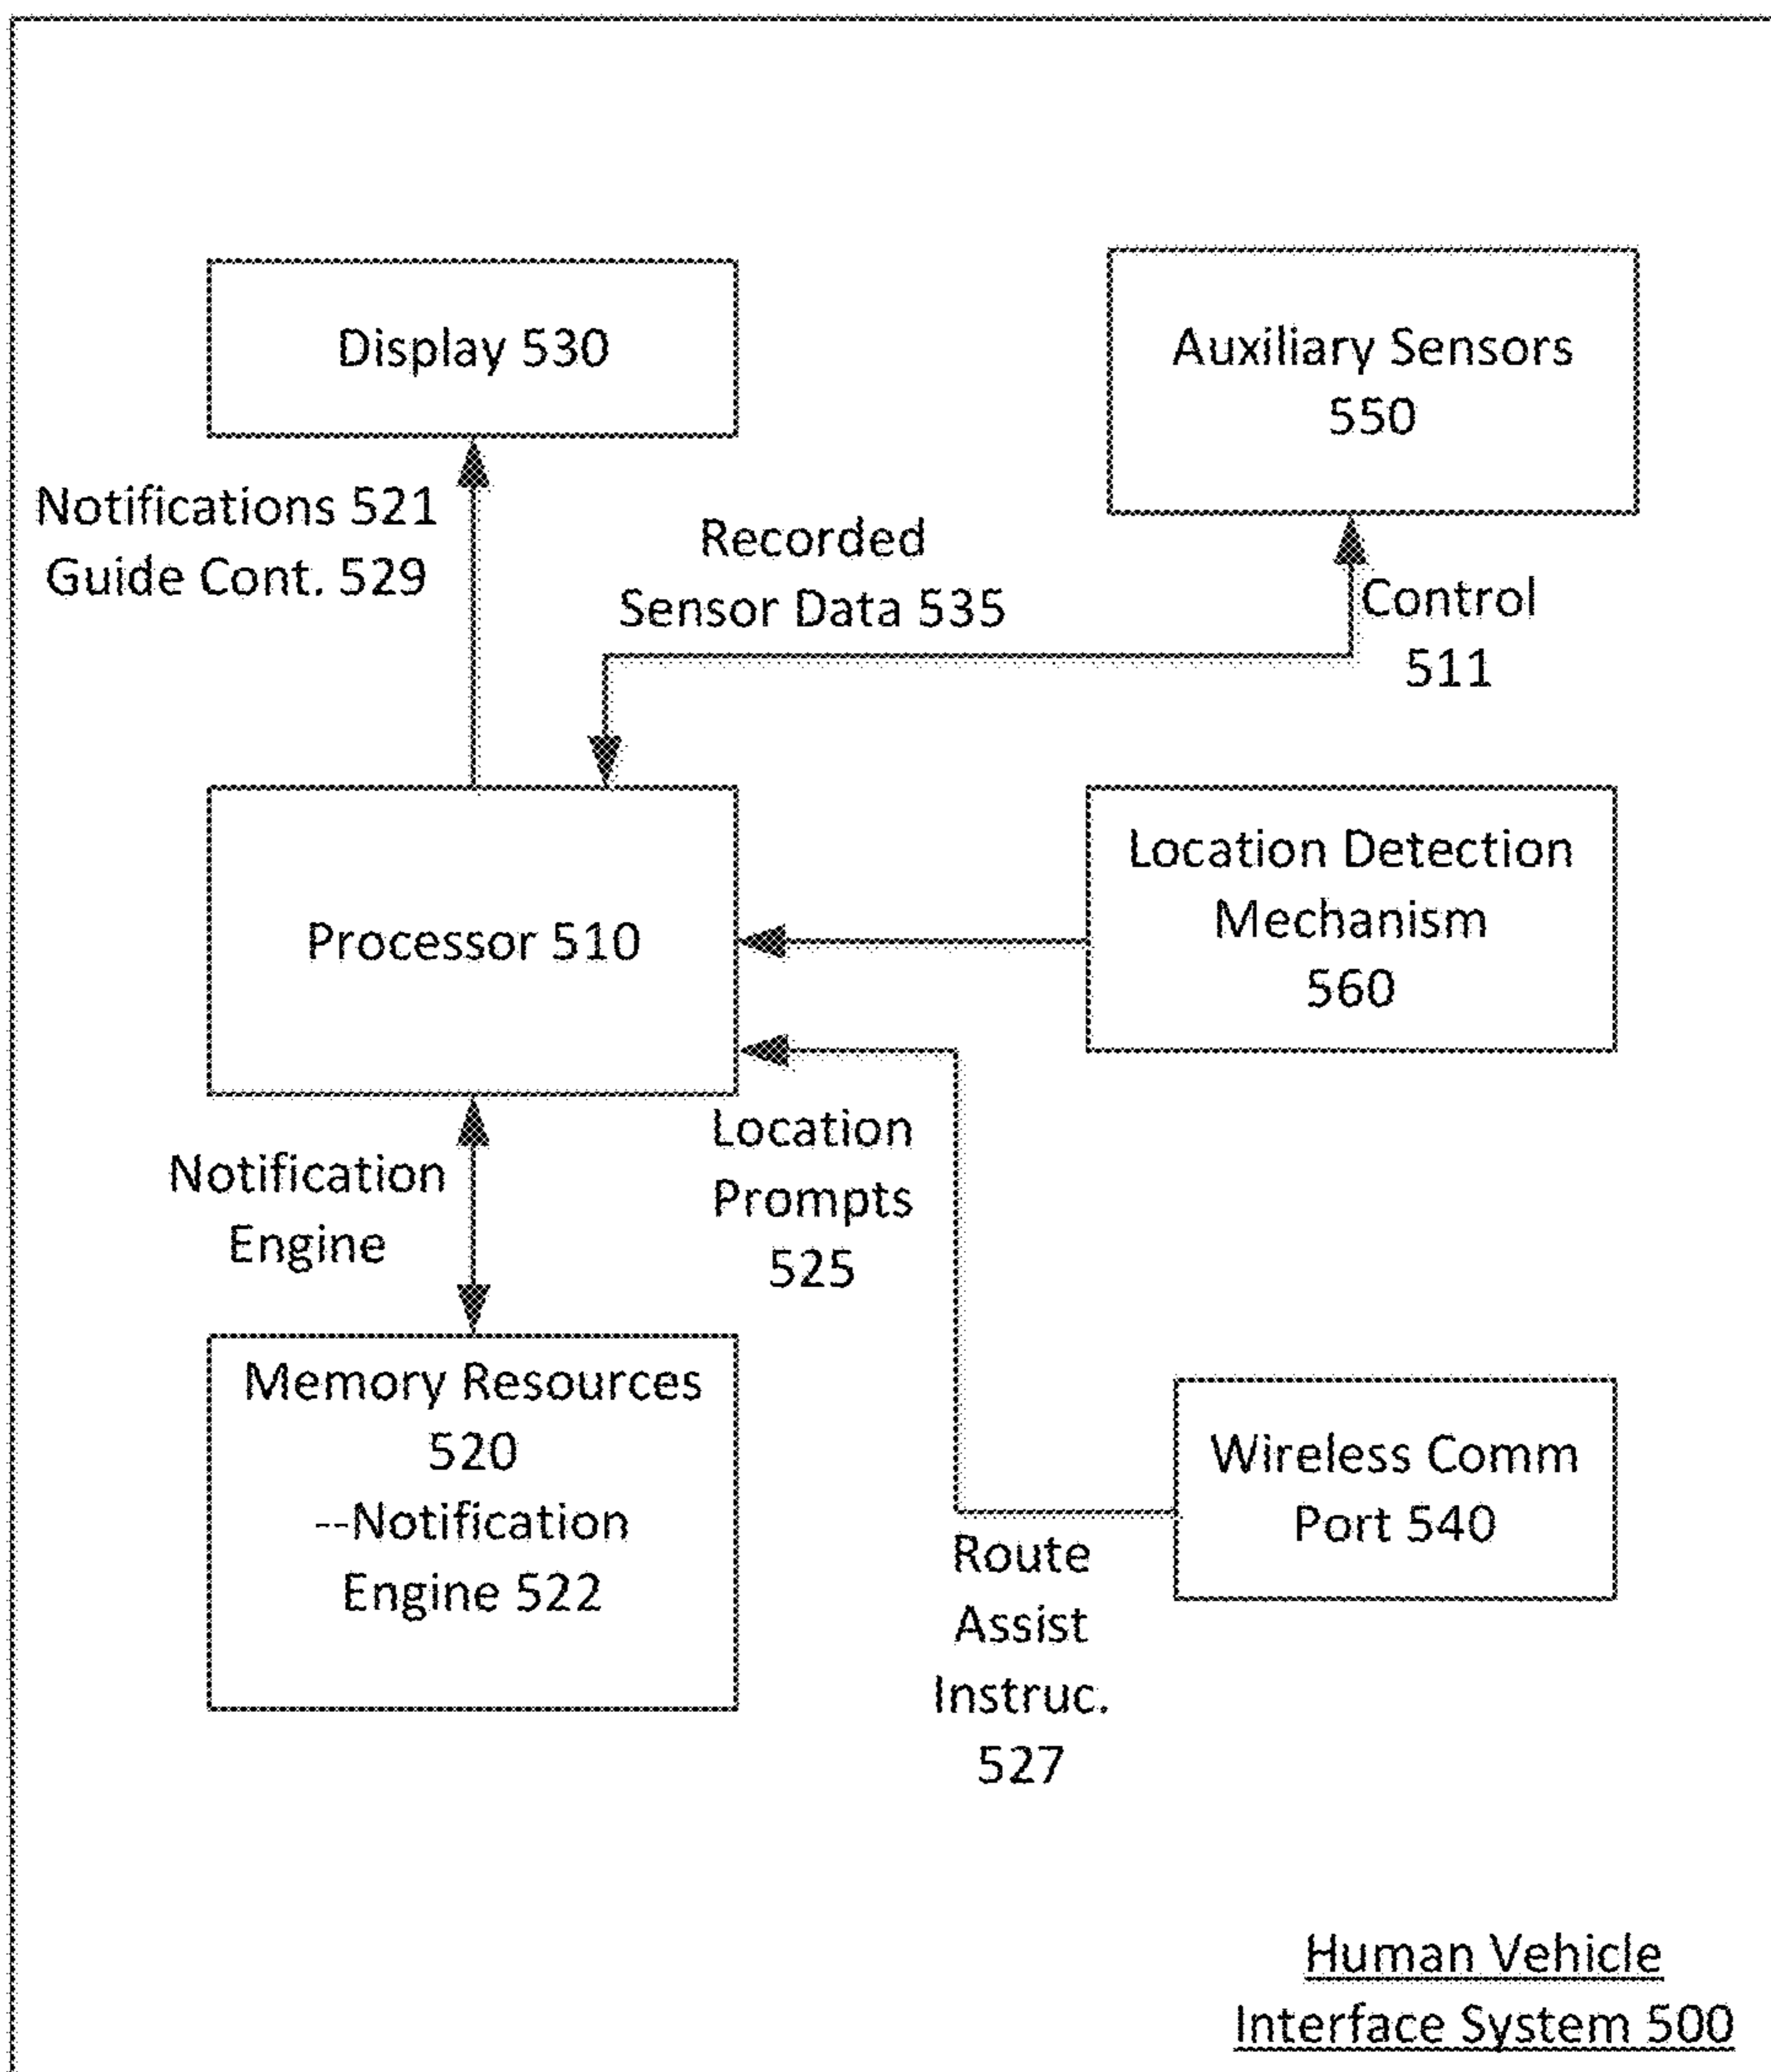 Display 530
Auxiliary Sensors
550
Notifications 521
Guide Cont. 529
Recorded
Sensor Data 535
Control
511
Processor 510
Location Detection
Mechanism
560
Notification
Engine
Location
Prompts
525
Memory Resources
520
--Notification
Engine 522
Wireless Comm
Port 540
Route
Assist
Instruc.
527
Human Vehicle
Interface System 500